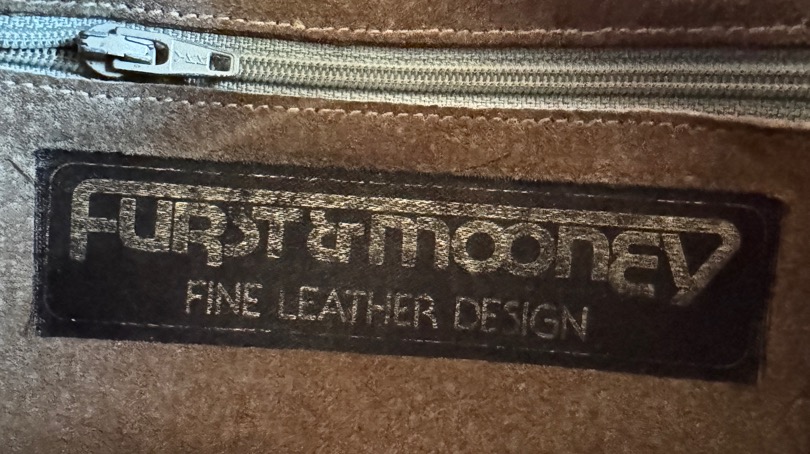 FURST & MOONEY
FINE LEATHER DESIGN